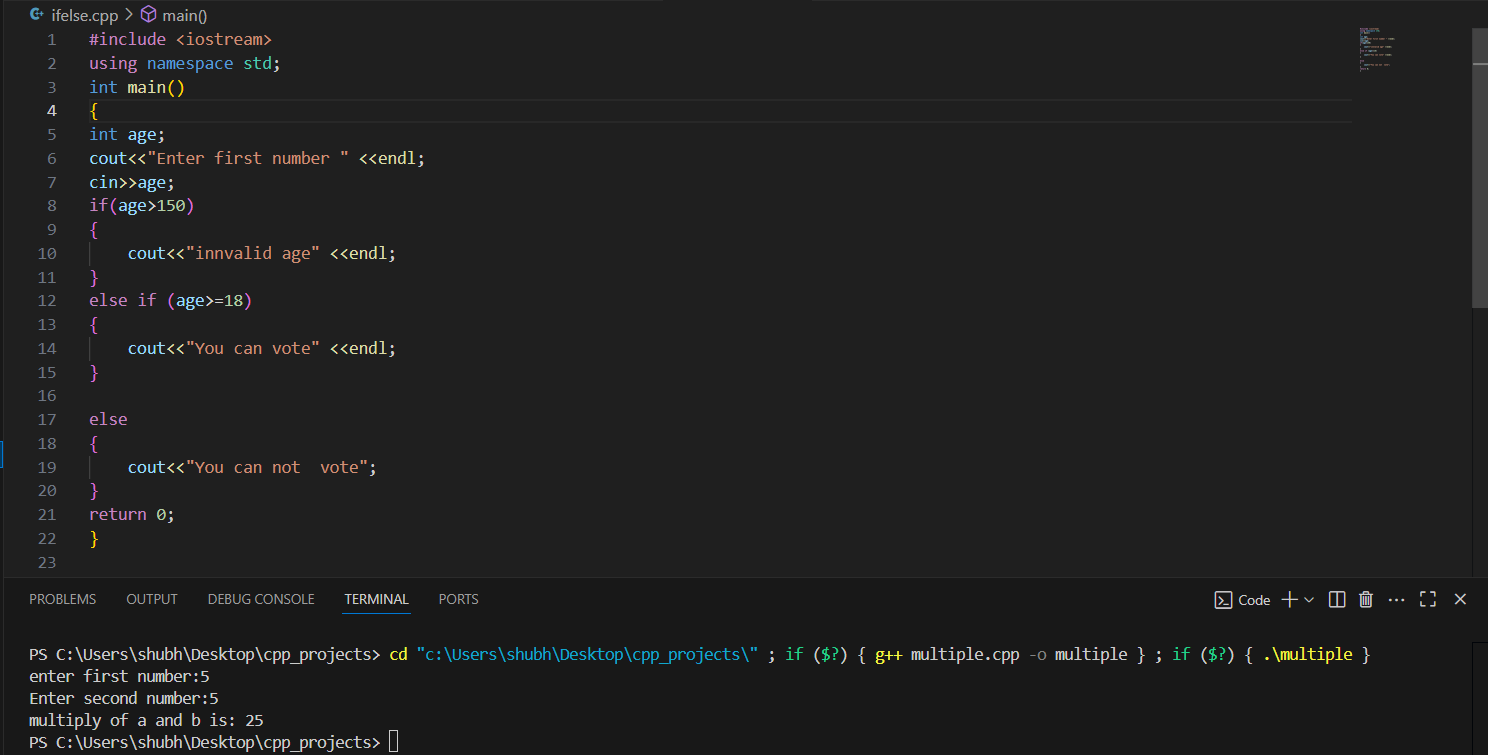 ifelse.cpp > main()
1 #include <iostream>
2 using namespace std;
3 int main()
4 {
5 int age;
6 cout<<"Enter first number " <<endl;
7 cin>>age;
8 if(age>150)
9 {
10     cout<<"innvalid age" <<endl;
11 }
12 else if (age>=18)
13 {
14     cout<<"You can vote" <<endl;
15 }
16
17 else
18 {
19     cout<<"You can not  vote";
20 }
21 return 0;
22 }
23
PROBLEMS OUTPUT DEBUG CONSOLE TERMINAL PORTS Code
PS C:\Users\shubh\Desktop\cpp_projects> cd "c:\Users\shubh\Desktop\cpp_projects\" ; if ($?) { g++ multiple.cpp -o multiple } ; if ($?) { .\multiple }
enter first number:5
Enter second number:5
multiply of a and b is: 25
PS C:\Users\shubh\Desktop\cpp_projects>